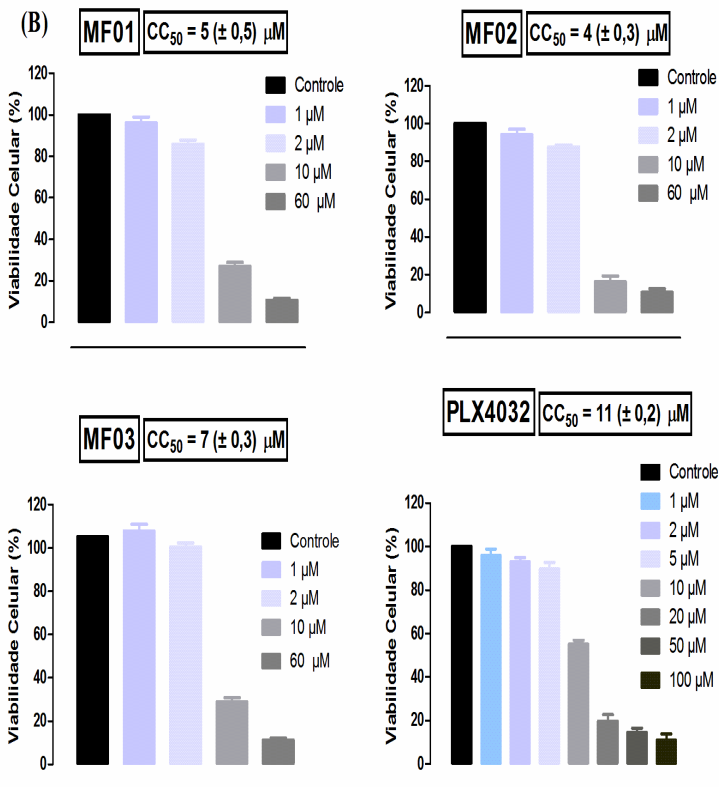 (B)
MF01
CC50 = 5 (± 0,5) µM
Viabilidade Celular (%)
120
100
80
60
40
20
0
Controle
1 µM
2 µM
10 µM
60 µM
MF02
CC50 = 4 (± 0,3) µM
Viabilidade Celular (%)
120
100
80
60
40
20
0
Controle
1 µM
2 µM
10 µM
60 µM
MF03
CC50 = 7 (± 0,3) µM
Viabilidade Celular (%)
120
100
80
60
40
20
0
Controle
1 µM
2 µM
10 µM
60 µM
PLX4032
CC50 = 11 (± 0,2) µM
Viabilidade Celular (%)
120
100
80
60
40
20
0
Controle
1 µM
2 µM
5 µM
10 µM
20 µM
50 µM
100 µM